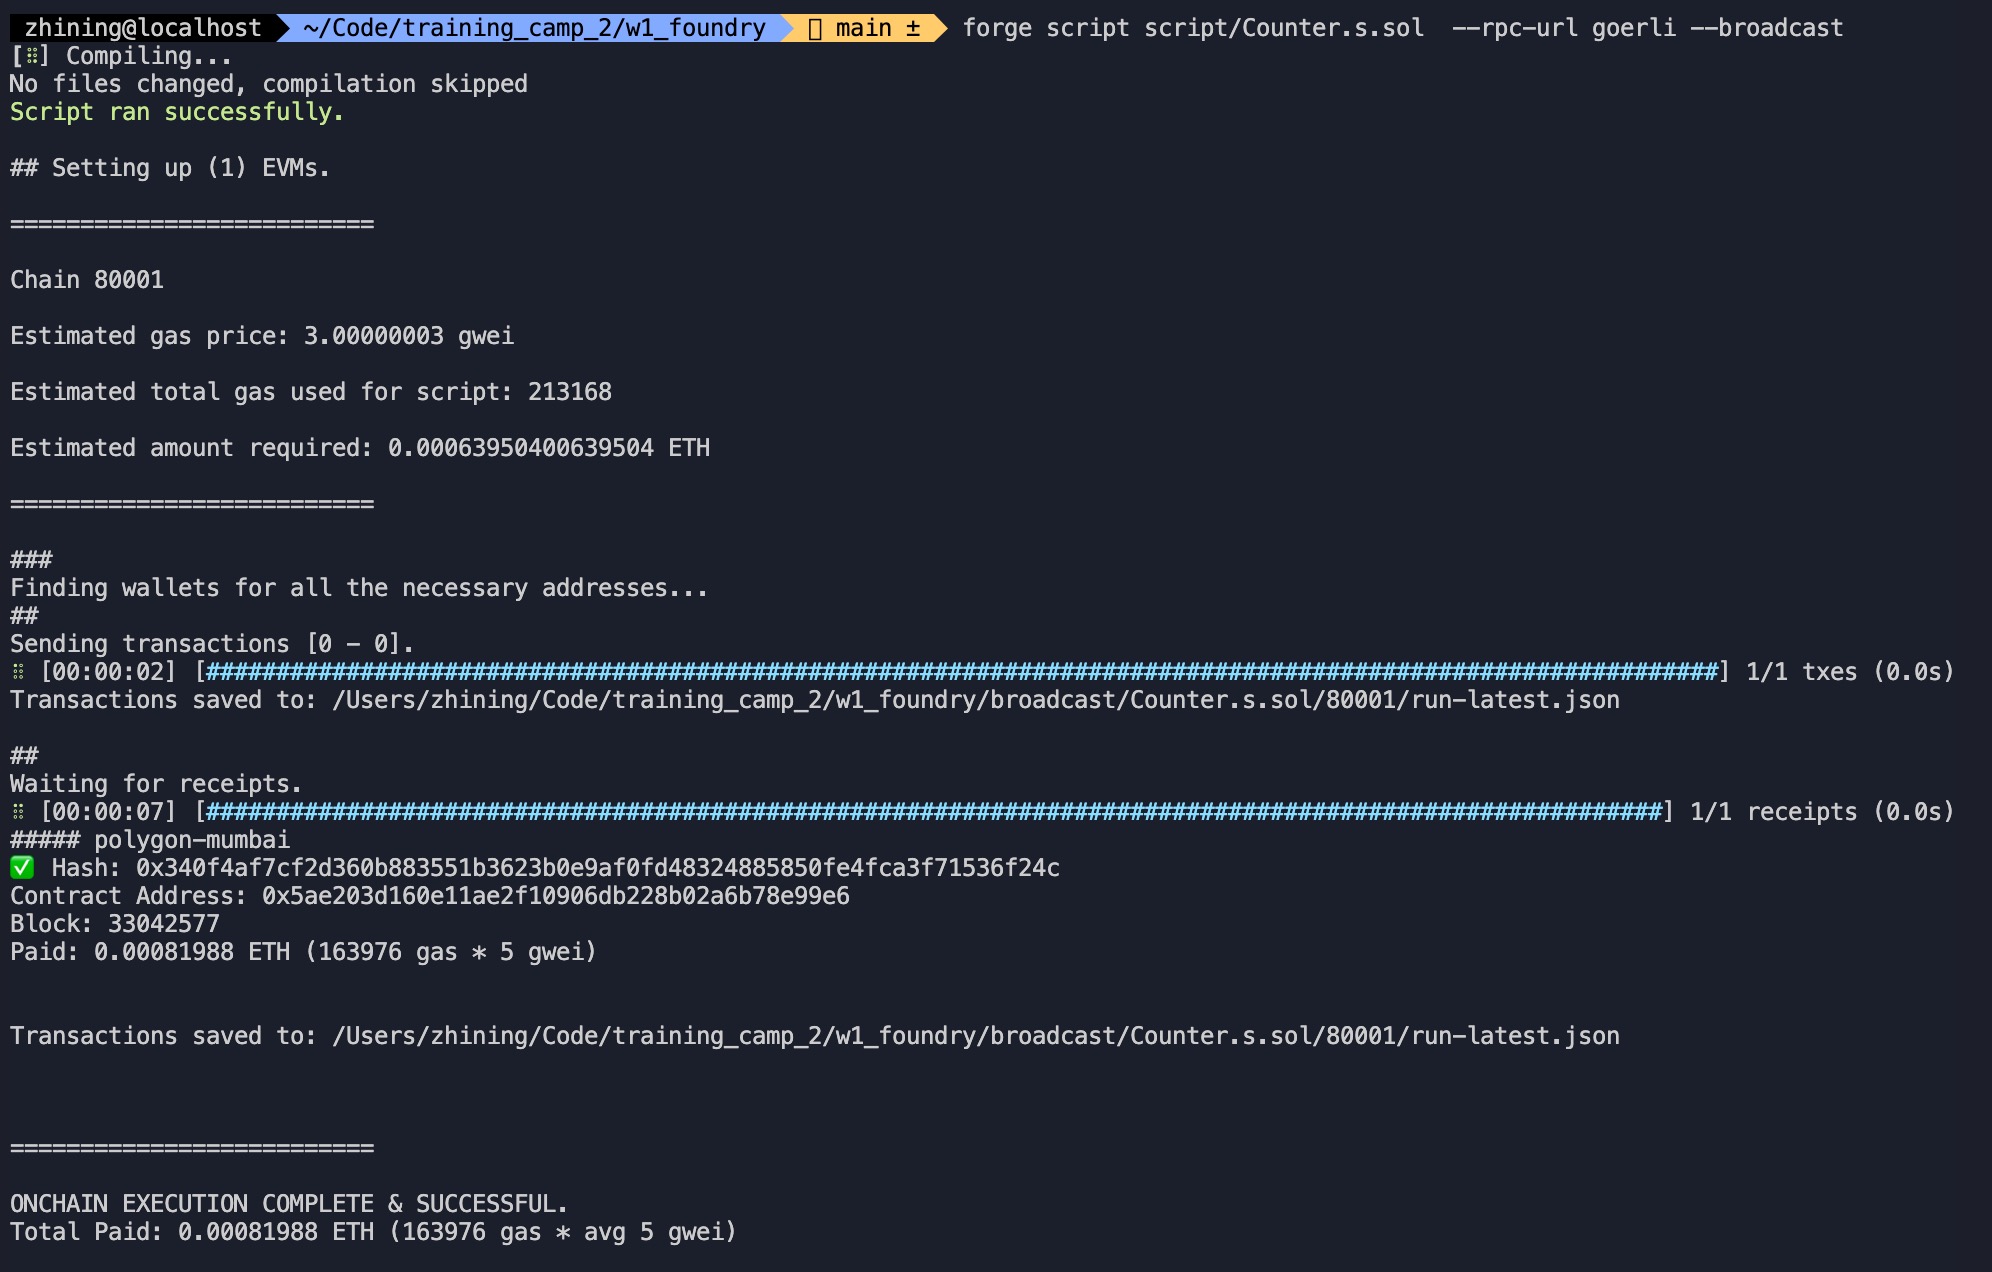 zhining@localhost ~/Code/training_camp_2/w1_foundry main ± forge script script/Counter.s.sol  --rpc-url goerli --broadcast
[⠿] Compiling...
No files changed, compilation skipped
Script ran successfully.
## Setting up (1) EVMs.
==========================
Chain 80001
Estimated gas price: 3.00000003 gwei
Estimated total gas used for script: 213168
Estimated amount required: 0.00063950400639504 ETH
==========================
###
Finding wallets for all the necessary addresses...
##
Sending transactions [0 - 0].
⠿ [00:00:02] [############################################################################################################] 1/1 txes (0.0s)
Transactions saved to: /Users/zhining/Code/training_camp_2/w1_foundry/broadcast/Counter.s.sol/80001/run-latest.json
##
Waiting for receipts.
⠿ [00:00:07] [########################################################################################################] 1/1 receipts (0.0s)
##### polygon-mumbai
✅ Hash: 0x340f4af7cf2d360b883551b3623b0e9af0fd48324885850fe4fca3f71536f24c
Contract Address: 0x5ae203d160e11ae2f10906db228b02a6b78e99e6
Block: 33042577
Paid: 0.00081988 ETH (163976 gas * 5 gwei)
Transactions saved to: /Users/zhining/Code/training_camp_2/w1_foundry/broadcast/Counter.s.sol/80001/run-latest.json
==========================
ONCHAIN EXECUTION COMPLETE & SUCCESSFUL.
Total Paid: 0.00081988 ETH (163976 gas * avg 5 gwei)